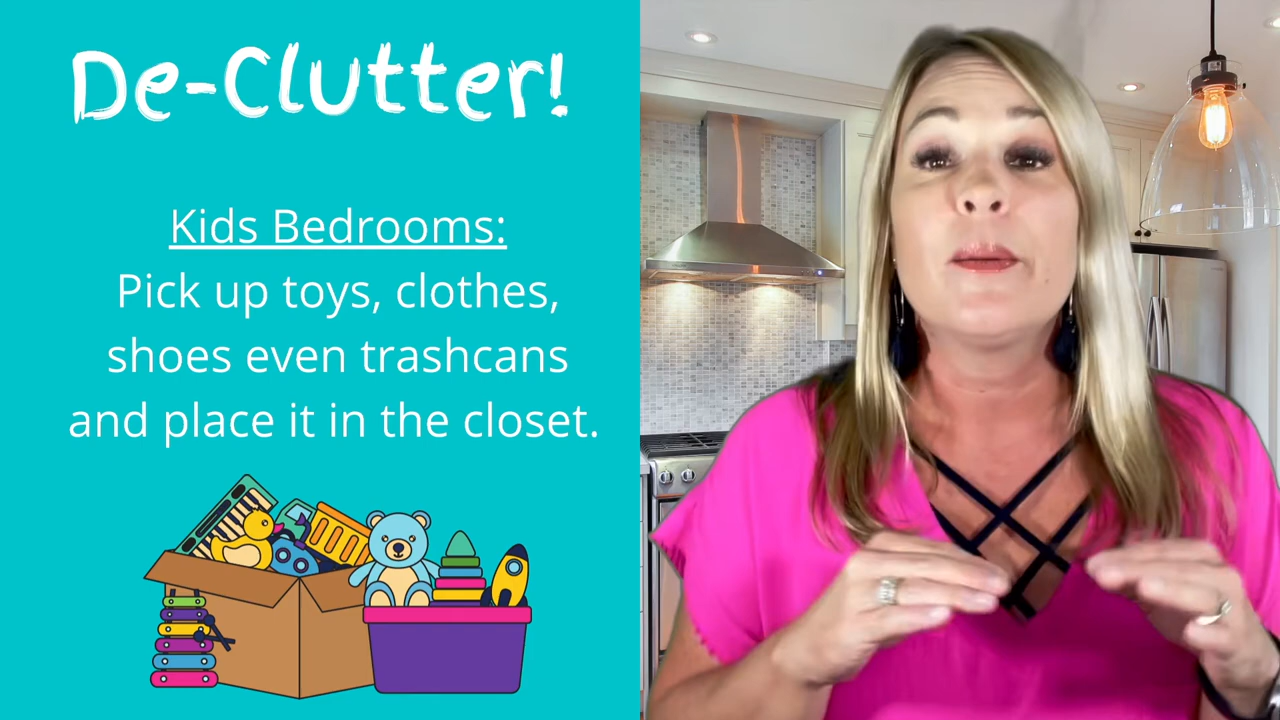 De-Clutter!
Kids Bedrooms:
Pick up toys, clothes,
shoes even trashcans
and place it in the closet.